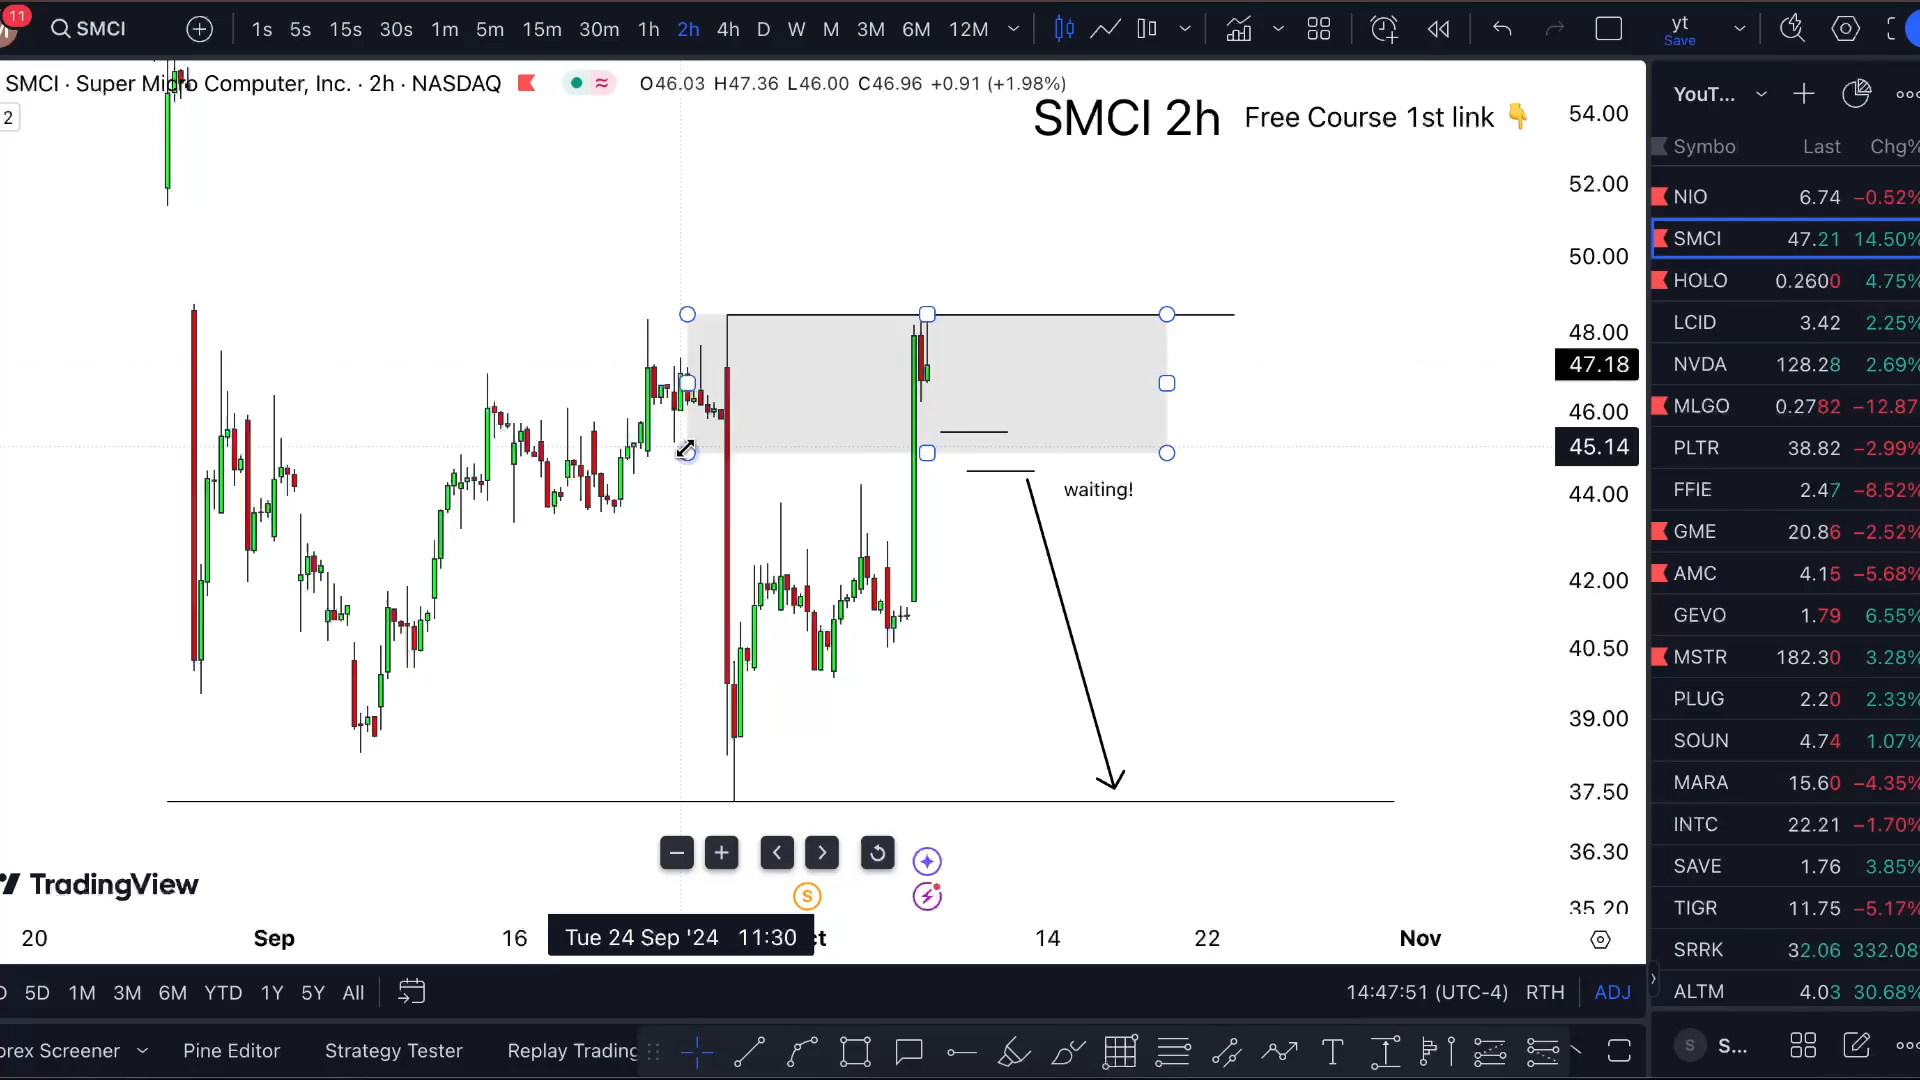 11
SMCI
1s 5s 15s 30s 1m 5m 15m 30m 1h 2h 4h D W M 3M 6M 12M
yt
Save
SMCI · Super Micro Computer, Inc. · 2h · NASDAQ
O46.03 H47.36 L46.00 C46.96 +0.91 (+1.98%)
2
SMCI 2h Free Course 1st link 👇
waiting!
54.00
52.00
50.00
48.00
47.18
46.00
45.14
44.00
42.00
40.50
39.00
37.50
36.30
35.20
TradingView
S
20 Sep 16 Tue 24 Sep '24 11:30 14 22 Nov
5D 1M 3M 6M YTD 1Y 5Y All
14:47:51 (UTC-4) RTH ADJ
orex Screener Pine Editor Strategy Tester Replay Trading
YouT...
Symbo Last Chg%
NIO 6.74 −0.52%
SMCI 47.21 14.50%
HOLO 0.2600 4.75%
LCID 3.42 2.25%
NVDA 128.28 2.69%
MLGO 0.2782 −12.87
PLTR 38.82 −2.99%
FFIE 2.47 −8.52%
GME 20.86 −2.52%
AMC 4.15 −5.68%
GEVO 1.79 6.55%
MSTR 182.30 3.28%
PLUG 2.20 2.33%
SOUN 4.74 1.07%
MARA 15.60 −4.35%
INTC 22.21 −1.70%
SAVE 1.76 3.85%
TIGR 11.75 −5.17%
SRRK 32.06 332.08
ALTM 4.03 30.68%
S S...